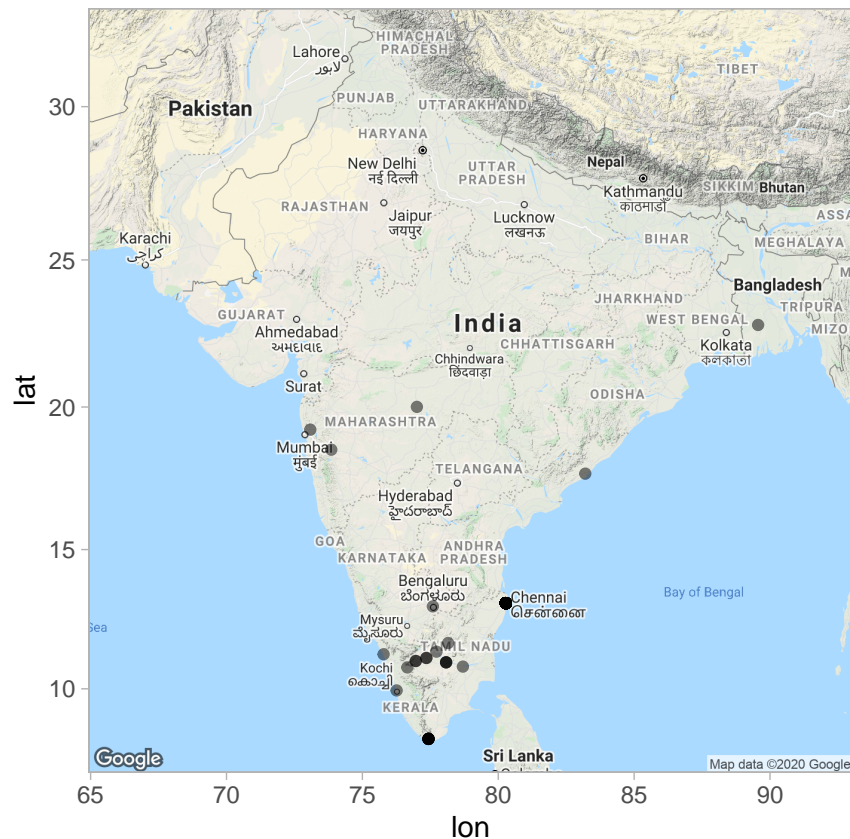 HIMACHAL
PRADESH
Lahore
لاہور
TIBET
Pakistan
PUNJAB
UTTARAKHAND
30
HARYANA
New Delhi
नई दिल्ली
UTTAR
PRADESH
Nepal
Kathmandu
काठमाडौँ
SIKKIM
Bhutan
RAJASTHAN
Jaipur
जयपुर
Lucknow
लखनऊ
ASSA
Karachi
كراچی
BIHAR
MEGHALAYA
25
Bangladesh
JHARKHAND
TRIPURA
M
GUJARAT
Ahmedabad
અમદાવાદ
India
WEST BENGAL
MIZO
Kolkata
কলকাতা
Chhindwara
छिंदवाड़ा
CHHATTISGARH
Surat
lat
ODISHA
20
MAHARASHTRA
Mumbai
मुंबई
TELANGANA
Hyderabad
హైదరాబాద్
15
GOA
KARNATAKA
ANDHRA
PRADESH
Bengaluru
ಬೆಂಗಳೂರು
Chennai
சென்னை
Bay of Bengal
Sea
Mysuru
ಮೈಸೂರು
TAMIL NADU
Kochi
കൊച്ചി
10
KERALA
Sri Lanka
Google
Map data ©2020 Google
65
70
75
80
85
90
lon